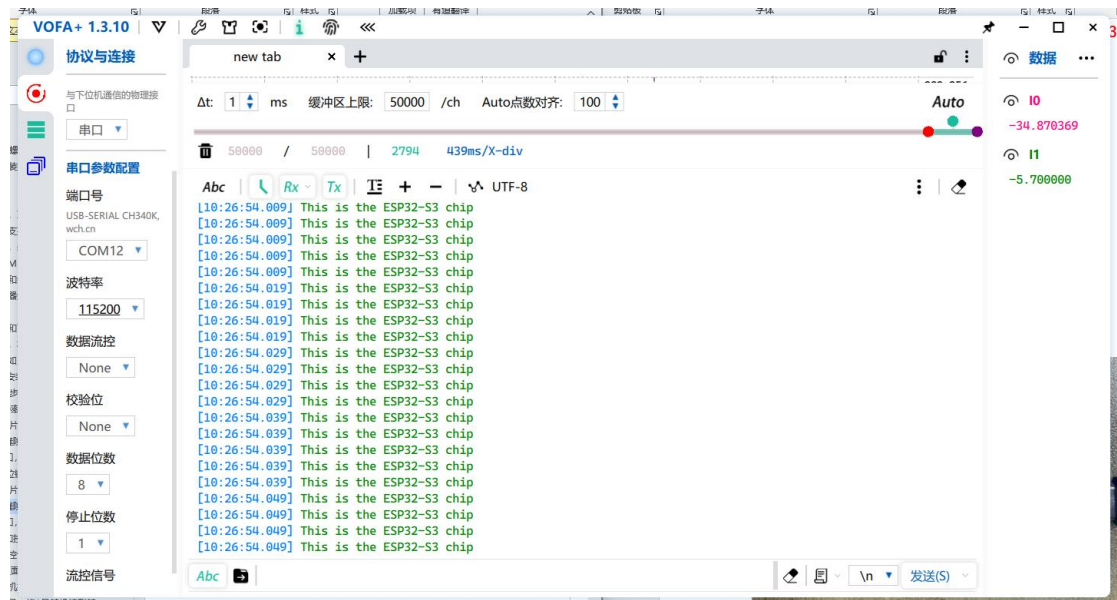 VOFA+ 1.3.10
协议与连接
与下位机通信的物理接
口
串口
串口参数配置
端口号
USB-SERIAL CH340K,
wch.cn
COM12
波特率
115200
数据流控
None
校验位
None
数据位数
8
停止位数
1
流控信号
new tab
Δt: 1 ms 缓冲区上限: 50000 /ch Auto点数对齐: 100 Auto
50000 / 50000 | 2794 439ms/X-div
Abc Rx Tx UTF-8
[10:26:54.009] This is the ESP32-S3 chip
[10:26:54.009] This is the ESP32-S3 chip
[10:26:54.009] This is the ESP32-S3 chip
[10:26:54.009] This is the ESP32-S3 chip
[10:26:54.009] This is the ESP32-S3 chip
[10:26:54.019] This is the ESP32-S3 chip
[10:26:54.019] This is the ESP32-S3 chip
[10:26:54.019] This is the ESP32-S3 chip
[10:26:54.019] This is the ESP32-S3 chip
[10:26:54.029] This is the ESP32-S3 chip
[10:26:54.029] This is the ESP32-S3 chip
[10:26:54.029] This is the ESP32-S3 chip
[10:26:54.029] This is the ESP32-S3 chip
[10:26:54.039] This is the ESP32-S3 chip
[10:26:54.039] This is the ESP32-S3 chip
[10:26:54.039] This is the ESP32-S3 chip
[10:26:54.039] This is the ESP32-S3 chip
[10:26:54.039] This is the ESP32-S3 chip
[10:26:54.049] This is the ESP32-S3 chip
[10:26:54.049] This is the ESP32-S3 chip
[10:26:54.049] This is the ESP32-S3 chip
[10:26:54.049] This is the ESP32-S3 chip
Abc \n 发送(S)
数据
I0
-34.870369
I1
-5.700000